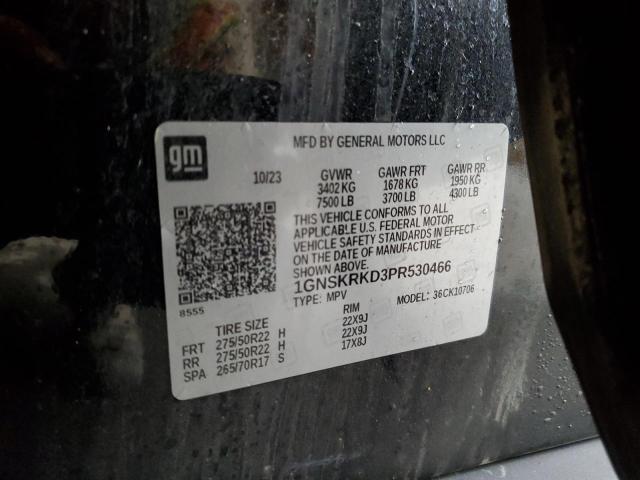 gm
MFD BY GENERAL MOTORS LLC
10/23 GVWR GAWR FRT GAWR RR
3402 KG 1678 KG 1950 KG
7500 LB 3700 LB 4300 LB
THIS VEHICLE CONFORMS TO ALL
APPLICABLE U.S. FEDERAL MOTOR
VEHICLE SAFETY STANDARDS IN EFFECT
ON THE DATE OF MANUFACTURE
SHOWN ABOVE.
1GNSKRKD3PR530466
8555 TYPE: MPV MODEL: 36CK10706
TIRE SIZE RIM
FRT 275/50R22 H 22X9J
RR 275/50R22 H 22X9J
SPA 265/70R17 S 17X8J